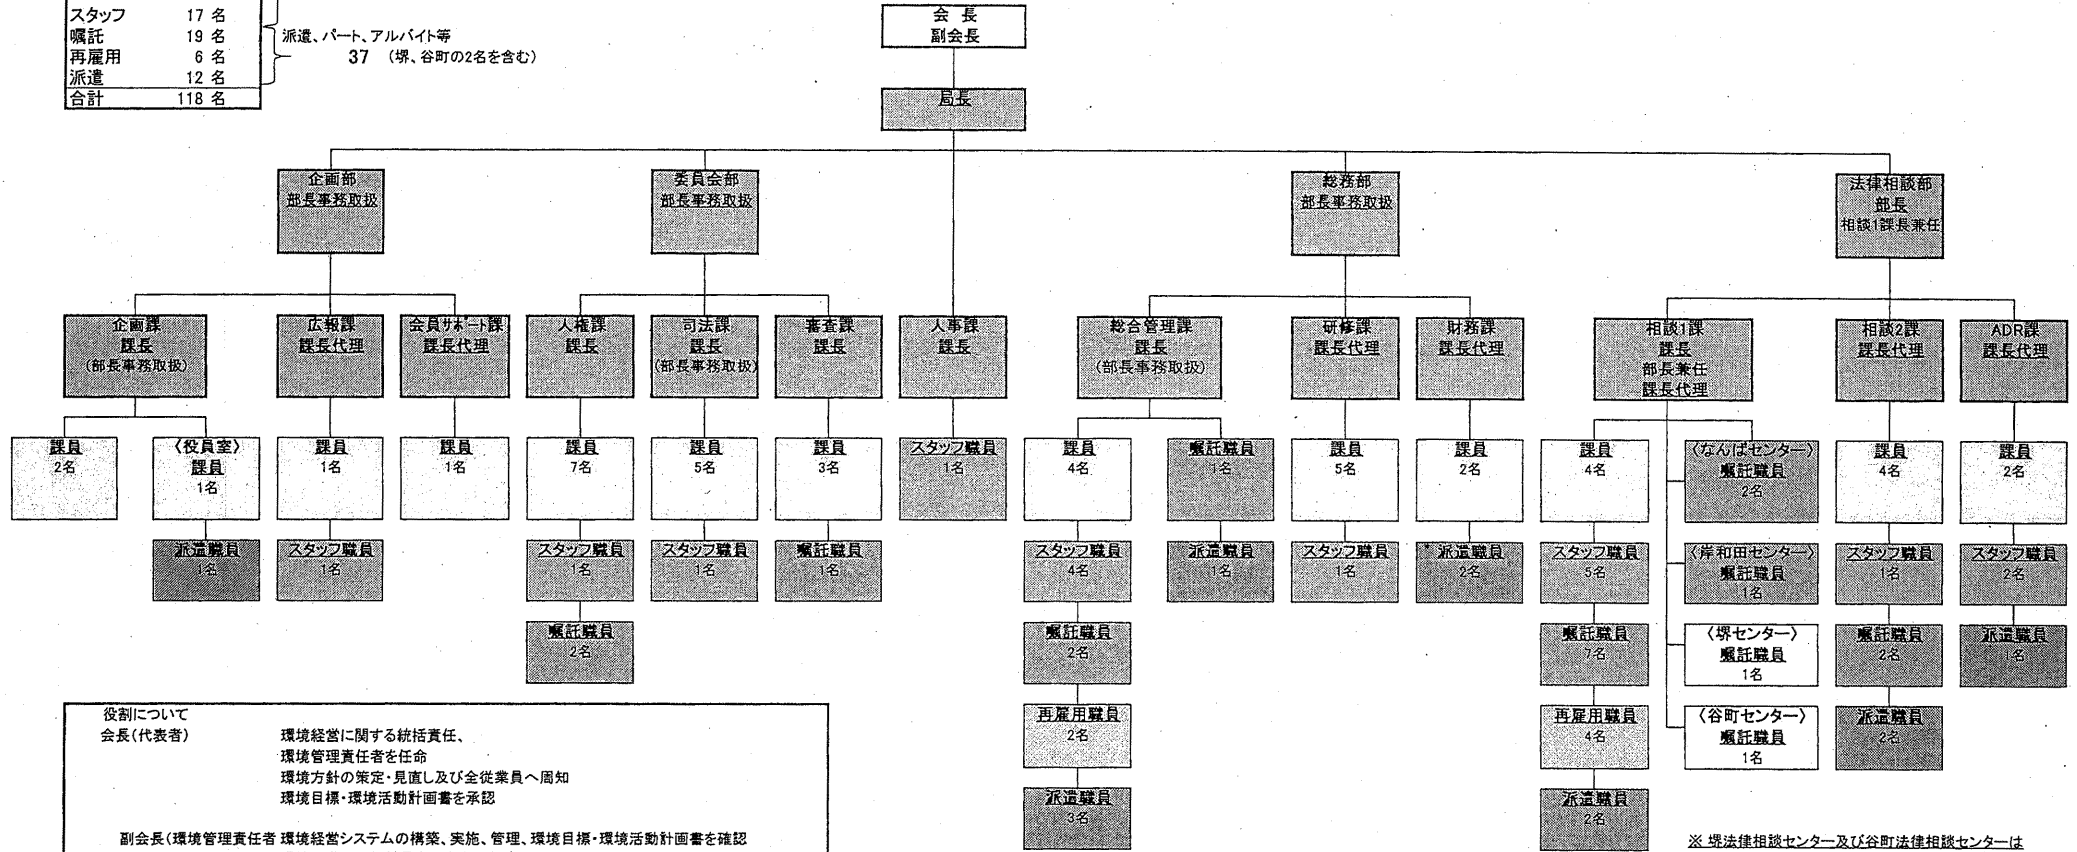 スタッフ 17 名
嘱託 19 名
再雇用 6 名
派遣 12 名
合計 118 名
派遣、パート、アルバイト等
37 (堺、谷町の2名を含む)
会 長
副会長
局長
企画部
部長事務取扱
委員会部
部長事務取扱
総務部
部長事務取扱
法律相談部
部長
相談1課長兼任
企画課
課長
(部長事務取扱)
広報課
課長代理
会員サポート課
課長代理
人権課
課長
司法課
課長
(部長事務取扱)
審査課
課長
人事課
課長
総合管理課
課長
(部長事務取扱)
研修課
課長代理
財務課
課長代理
相談1課
課長
部長兼任
課長代理
相談2課
課長代理
ADR課
課長代理
課員
2名
〈役員室〉
課員
1名
課員
1名
課員
1名
課員
7名
課員
5名
課員
3名
スタッフ職員
1名
課員
4名
嘱託職員
1名
課員
5名
課員
2名
課員
4名
〈なんばセンター〉
嘱託職員
2名
課員
4名
課員
2名
派遣職員
1名
スタッフ職員
1名
スタッフ職員
1名
スタッフ職員
1名
嘱託職員
1名
スタッフ職員
4名
派遣職員
1名
スタッフ職員
1名
派遣職員
2名
スタッフ職員
5名
〈岸和田センター〉
嘱託職員
1名
スタッフ職員
1名
スタッフ職員
2名
嘱託職員
2名
嘱託職員
2名
嘱託職員
7名
〈堺センター〉
嘱託職員
1名
嘱託職員
2名
派遣職員
1名
再雇用職員
2名
再雇用職員
4名
〈谷町センター〉
嘱託職員
1名
派遣職員
2名
派遣職員
3名
派遣職員
2名
役割について
会長(代表者) 環境経営に関する統括責任、
環境管理責任者を任命
環境方針の策定・見直し及び全従業員へ周知
環境目標・環境活動計画書を承認
副会長(環境管理責任者 環境経営システムの構築、実施、管理、環境目標・環境活動計画書を確認
※ 堺法律相談センター及び谷町法律相談センターは